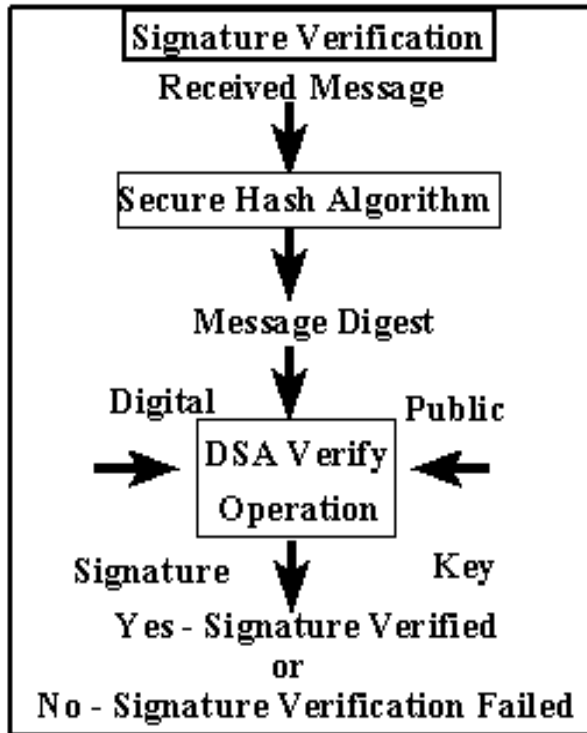 Signature Verification
Received Message
Secure Hash Algorithm
Message Digest
Digital
Public
DSA Verify
Operation
Signature
Key
Yes - Signature Verified
or
No - Signature Verification Failed